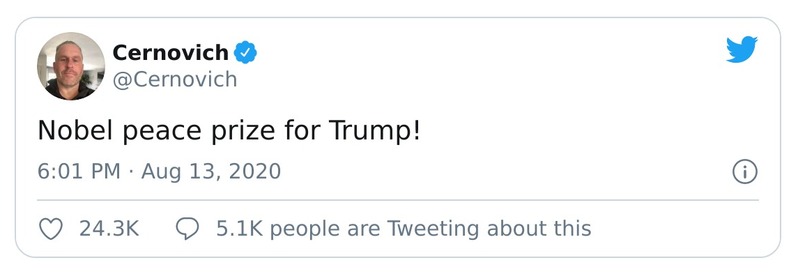 Cernovich
@Cernovich
Nobel peace prize for Trump!
6:01 PM · Aug 13, 2020
24.3K 5.1K people are Tweeting about this